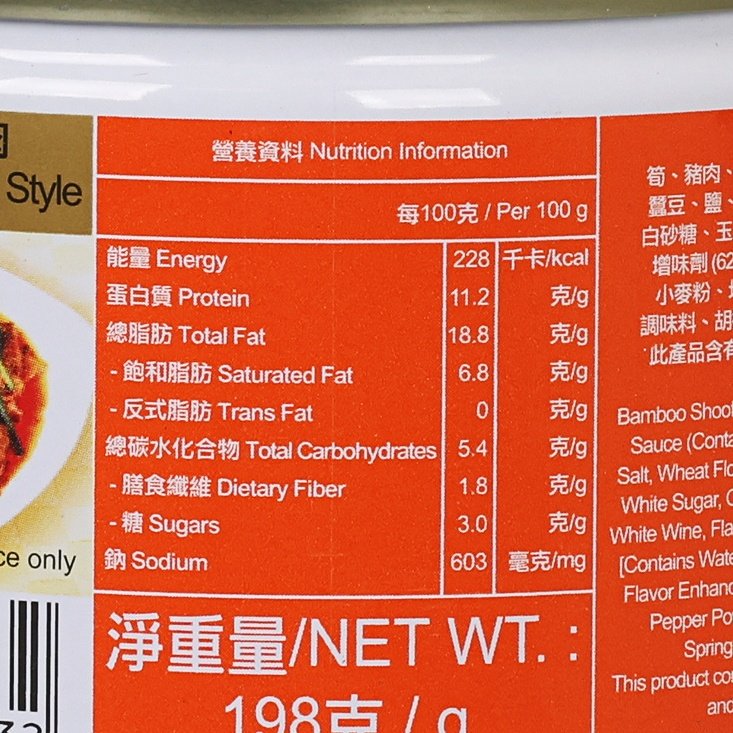 Style
ce only
營養資料 Nutrition Information
每100克 / Per 100 g
能量 Energy 228 千卡/kcal
蛋白質 Protein 11.2 克/g
總脂肪 Total Fat 18.8 克/g
- 飽和脂肪 Saturated Fat 6.8 克/g
- 反式脂肪 Trans Fat 0 克/g
總碳水化合物 Total Carbohydrates 5.4 克/g
- 膳食纖維 Dietary Fiber 1.8 克/g
- 糖 Sugars 3.0 克/g
鈉 Sodium 603 毫克/mg
淨重量/NET WT. :
198克 / g
筍、豬肉、
蠶豆、鹽、
白砂糖、玉
增味劑 (62
小麥粉、
調味料、胡
此產品含有
Bamboo Shoot
Sauce (Conta
Salt, Wheat Flo
White Sugar,
White Wine, Fla
[Contains Wate
Flavor Enhanc
Pepper Po
Spring
This product co
and